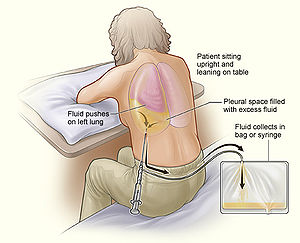 Patient sitting
upright and
leaning on table
Fluid pushes
on left lung
Pleural space filled
with excess fluid
Fluid collects in
bag or syringe